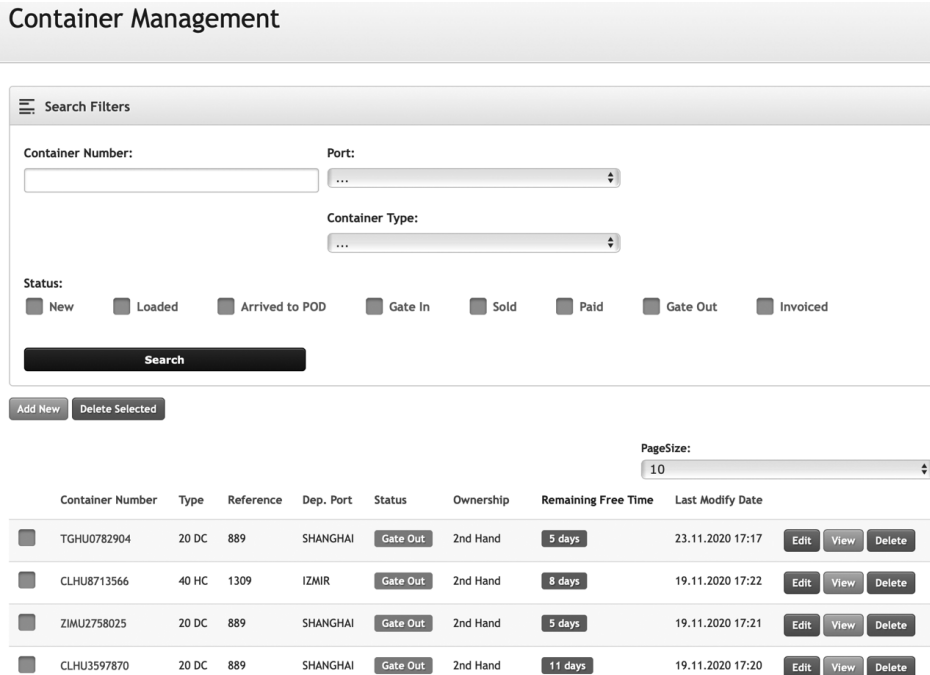 Container Management
Search Filters
Container Number: Port:
...
Container Type:
...
Status:
New Loaded Arrived to POD Gate In Sold Paid Gate Out Invoiced
Search
Add New Delete Selected
PageSize:
10
Container Number Type Reference Dep. Port Status Ownership Remaining Free Time Last Modify Date
TGHU0782904 20 DC 889 SHANGHAI Gate Out 2nd Hand 5 days 23.11.2020 17:17 Edit View Delete
CLHU8713566 40 HC 1309 IZMIR Gate Out 2nd Hand 8 days 19.11.2020 17:22 Edit View Delete
ZIMU2758025 20 DC 889 SHANGHAI Gate Out 2nd Hand 5 days 19.11.2020 17:21 Edit View Delete
CLHU3597870 20 DC 889 SHANGHAI Gate Out 2nd Hand 11 days 19.11.2020 17:20 Edit View Delete